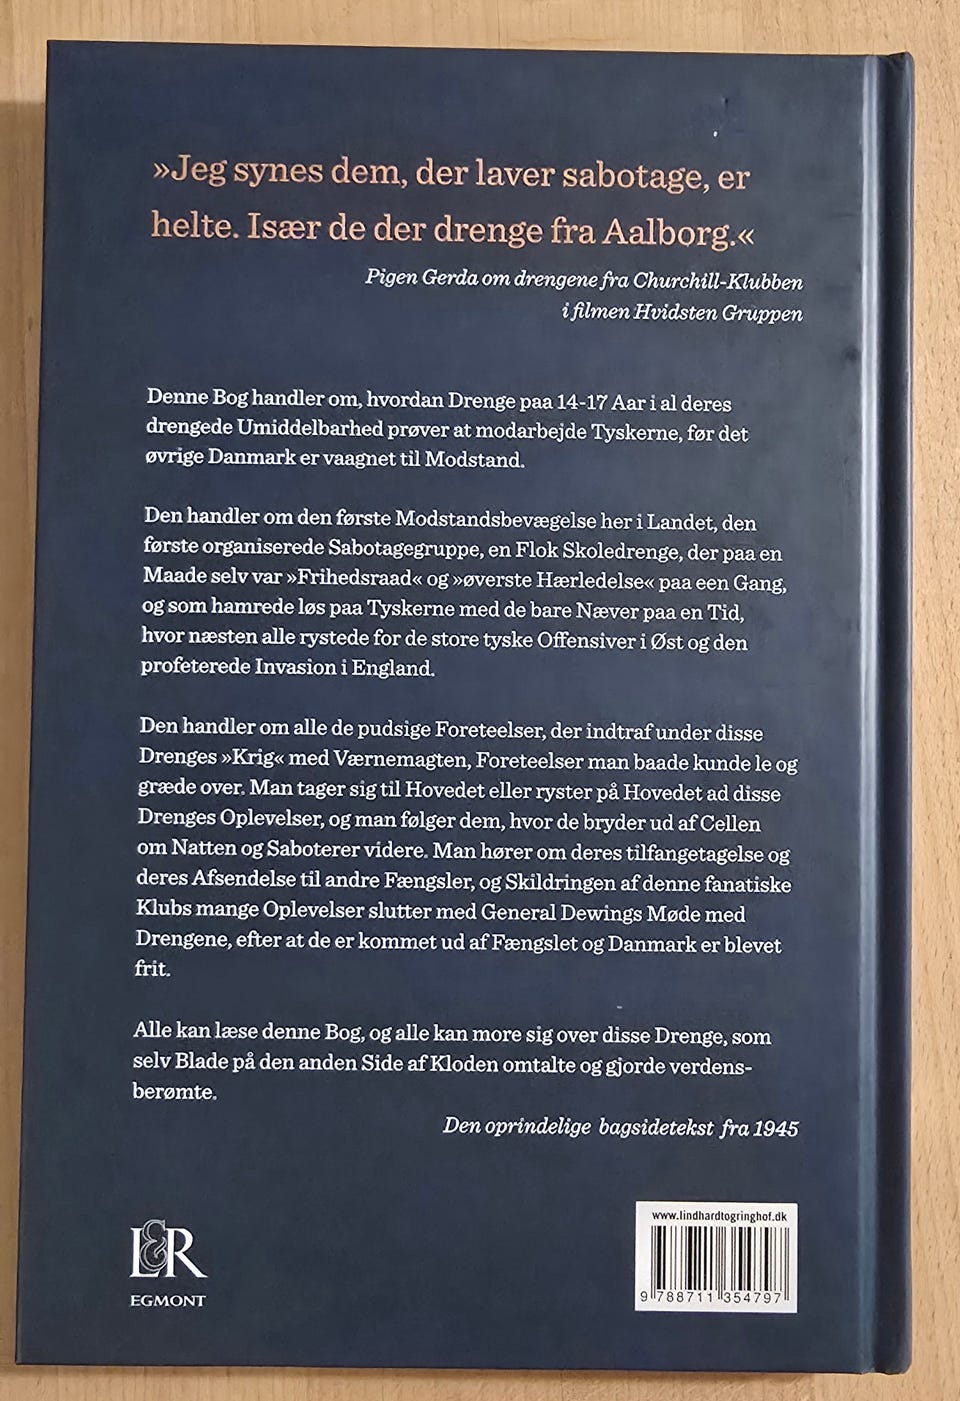 »Jeg synes dem, der laver sabotage, er
helte. Især de der drenge fra Aalborg.«
Pigen Gerda om drengene fra Churchill-Klubben
i filmen Hvidsten Gruppen
Denne Bog handler om, hvordan Drenge paa 14-17 Aar i al deres
drengede Umiddelbarhed prøver at modarbejde Tyskerne, før det
øvrige Danmark er vaagnet til Modstand.
Den handler om den første Modstandsbevægelse her i Landet, den
første organiserede Sabotagegruppe, en Flok Skoledrenge, der paa en
Maade selv var »Frihedsraad« og »øverste Hærledelse« paa een Gang,
og som hamrede løs paa Tyskerne med de bare Næver paa en Tid,
hvor næsten alle rystede for de store tyske Offensiver i Øst og den
profeterede Invasion i England.
Den handler om alle de pudsige Foreteelser, der indtraf under disse
Drenges »Krig« med Værnemagten, Foreteelser man baade kunde le og
græde over. Man tager sig til Hovedet eller ryster på Hovedet ad disse
Drenges Oplevelser, og man følger dem, hvor de bryder ud af Cellen
om Natten og Saboterer videre. Man hører om deres tilfangetagelse og
deres Afsendelse til andre Fængsler, og Skildringen af denne fanatiske
Klubs mange Oplevelser slutter med General Dewings Møde med
Drengene, efter at de er kommet ud af Fængslet og Danmark er blevet
frit.
Alle kan læse denne Bog, og alle kan more sig over disse Drenge, som
selv Blade på den anden Side af Kloden omtalte og gjorde verdens-
berømte.
Den oprindelige bagsidetekst fra 1945
L&R
EGMONT
www.lindhardtogringhof.dk
9 788711 354797